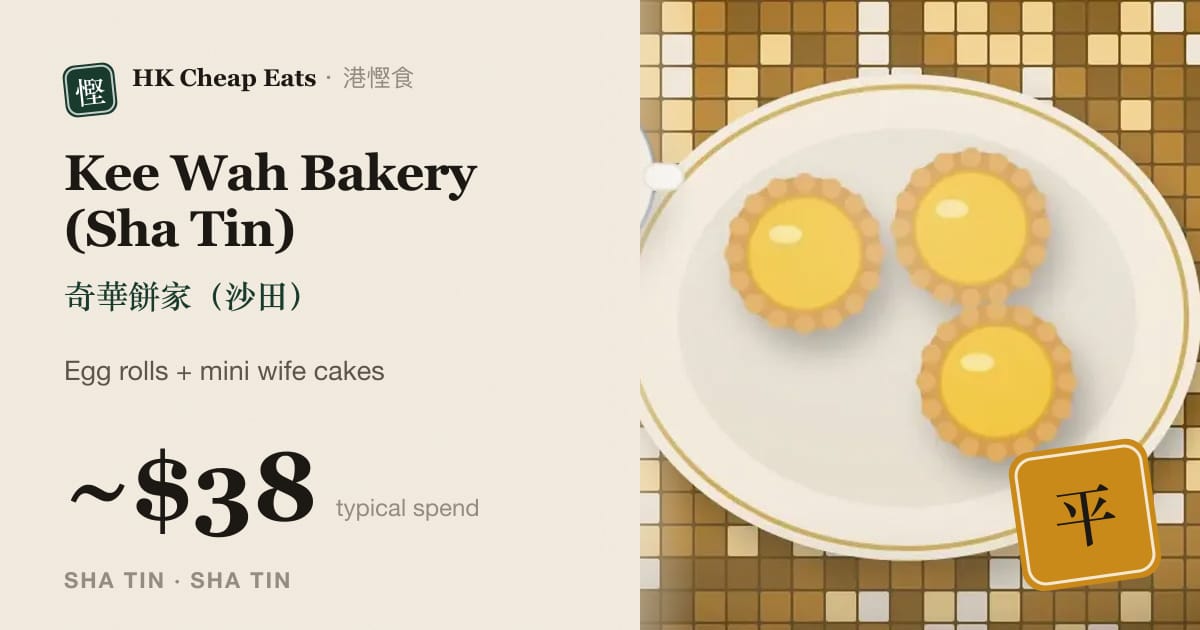 慳
HK Cheap Eats · 港慳食
Kee Wah Bakery
(Sha Tin)
奇華餅家（沙田）
Egg rolls + mini wife cakes
~$38 typical spend
SHA TIN · SHA TIN
平